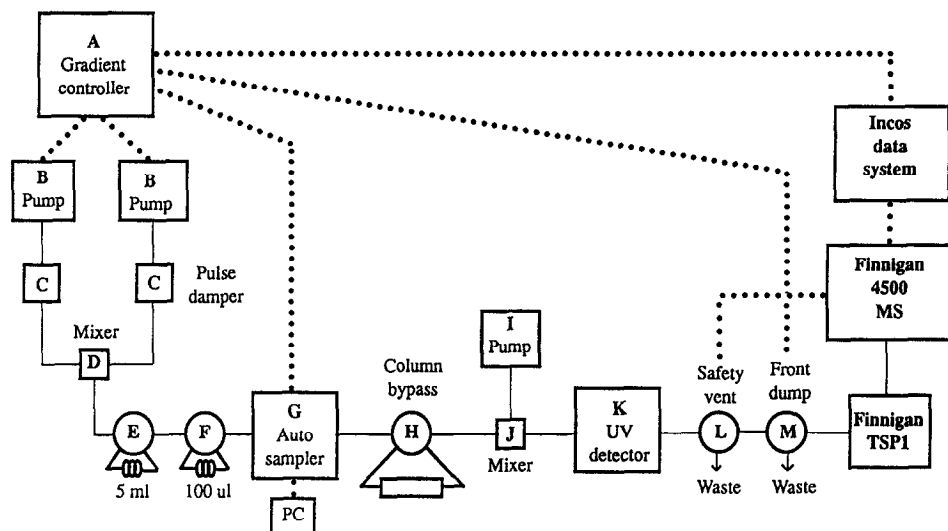 A
Gradient
controller
B
Pump
B
Pump
C
C
Pulse
damper
Mixer
D
E
5 ml
F
100 ul
G
Auto
sampler
PC
Column
bypass
H
I
Pump
J
Mixer
K
UV
detector
Safety
vent
L
Waste
Front
dump
M
Waste
Incos
data
system
Finnigan
4500
MS
Finnigan
TSP1